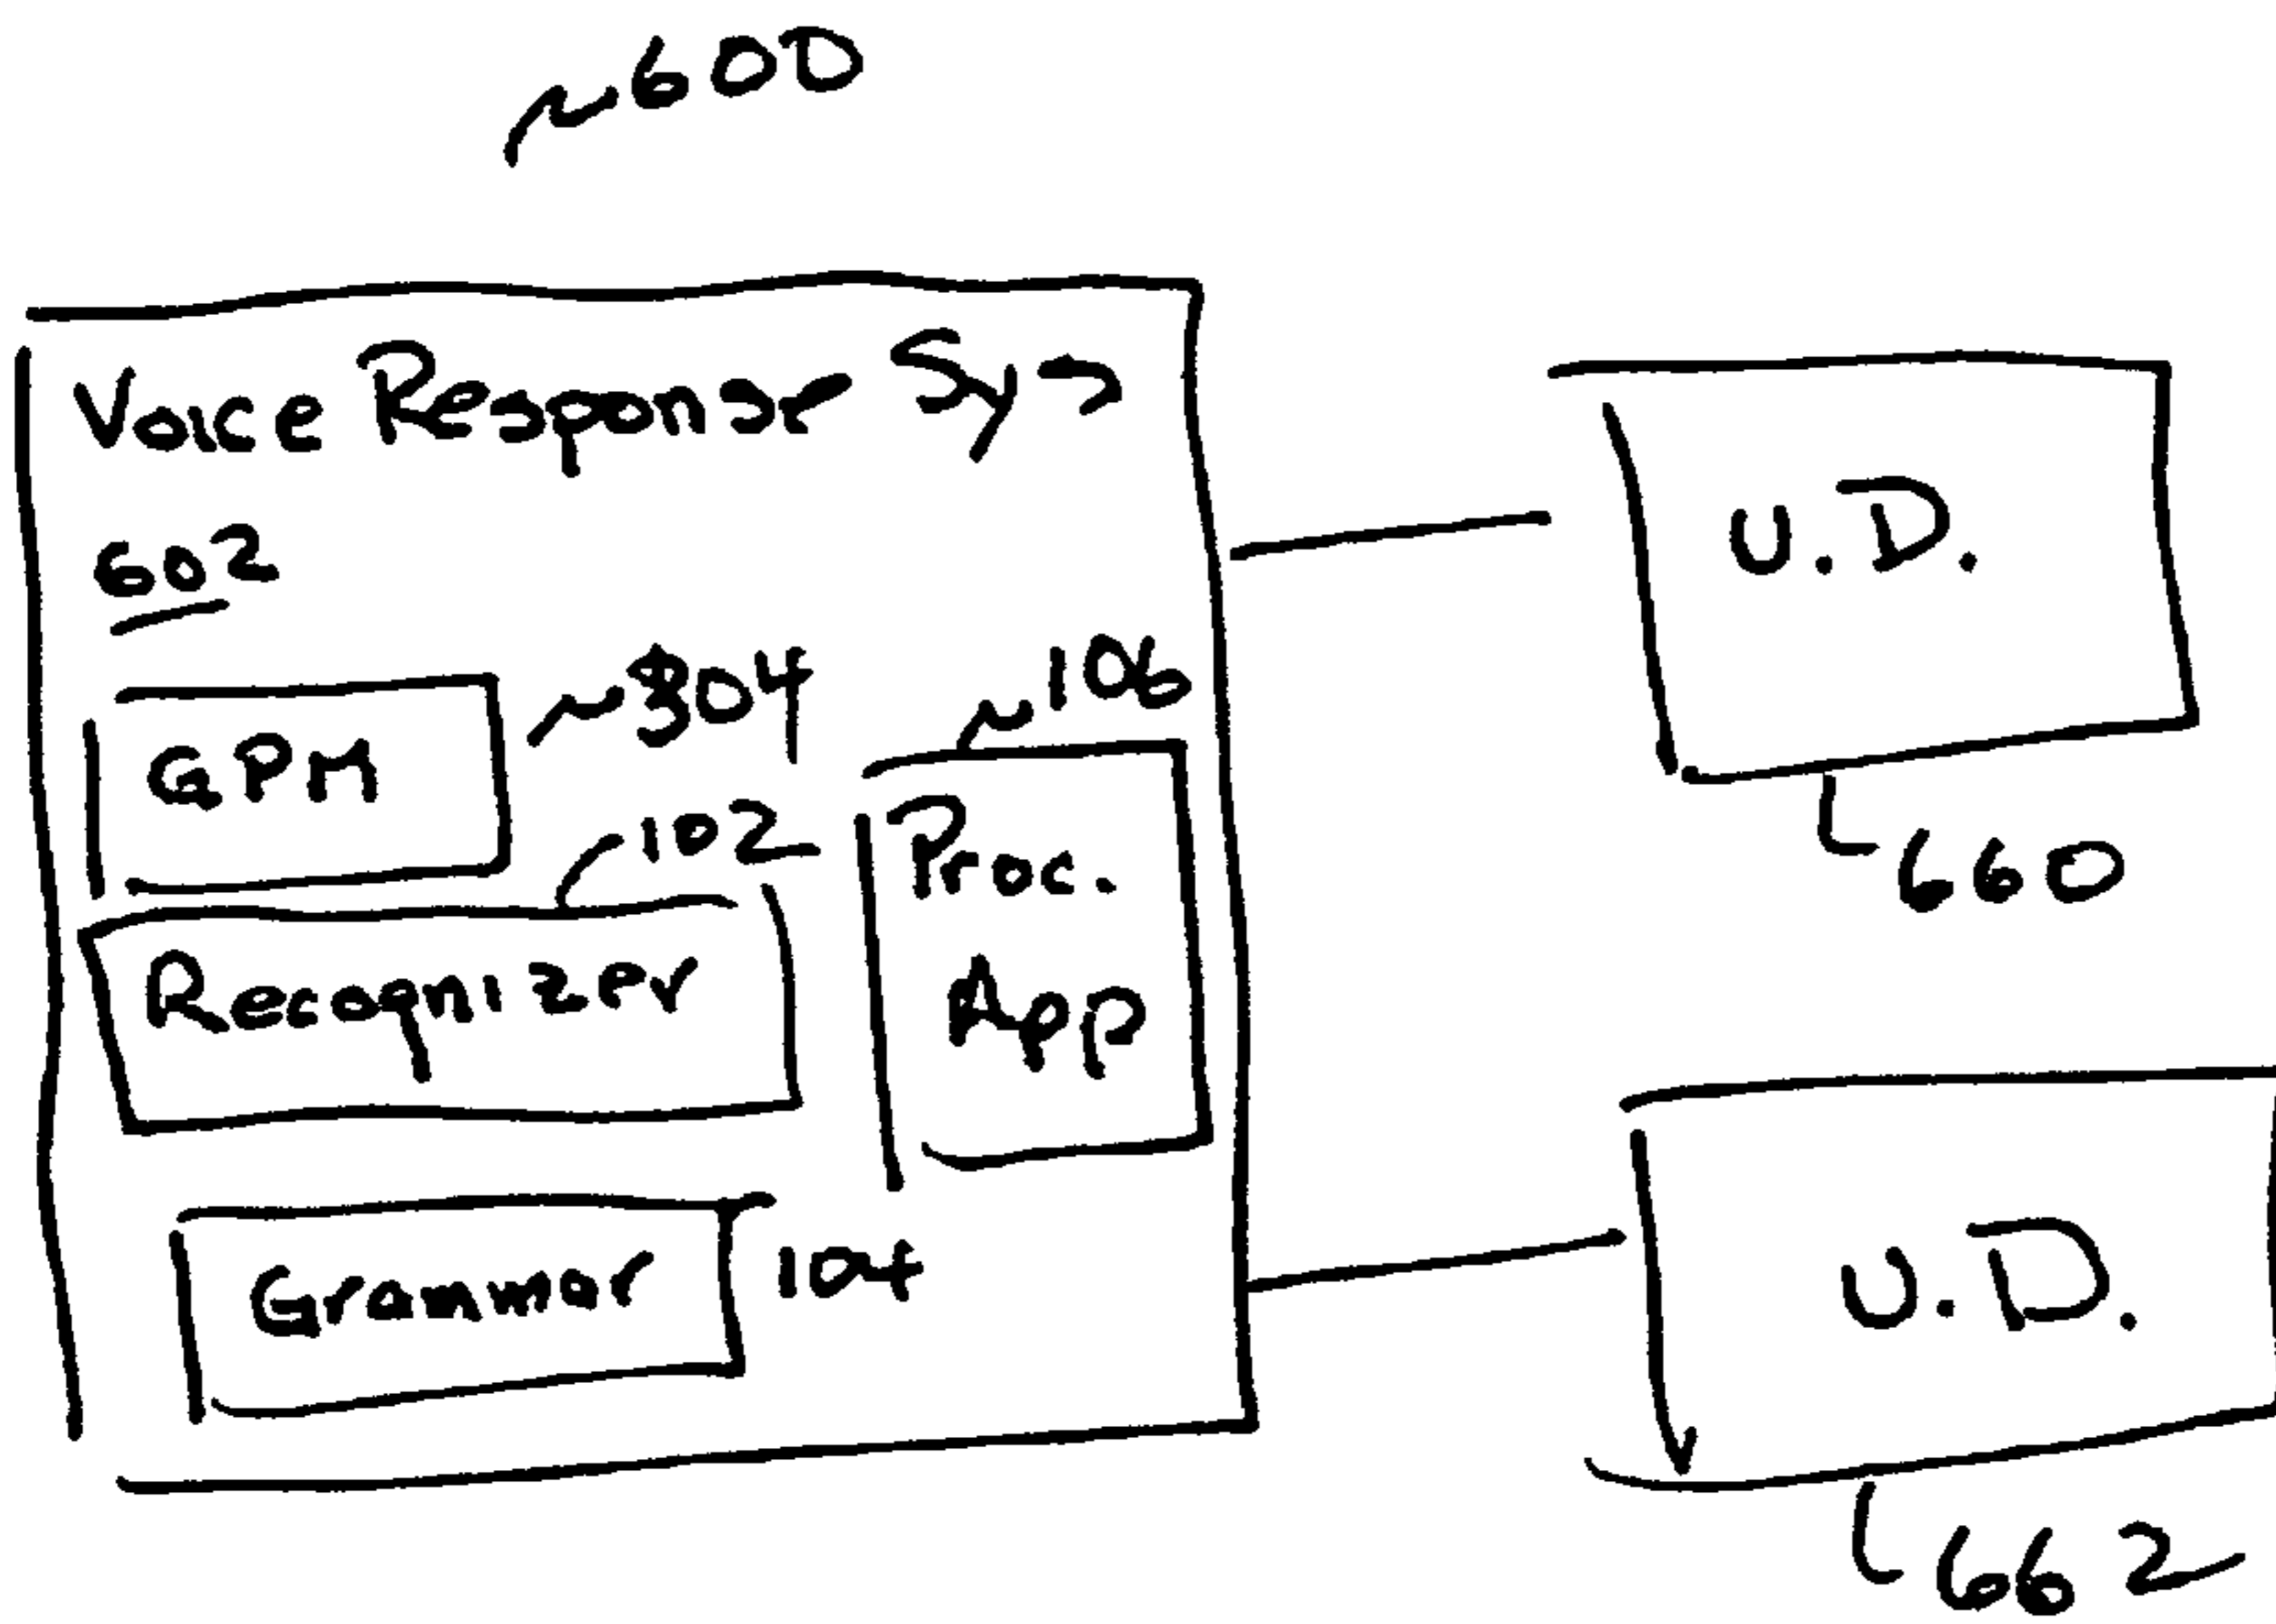 ~600
Voice Response Sys
602
U.D.
660
GPM
~304
~106
102
Proc.
App
Recognizer
Grammar
104
U.D.
662